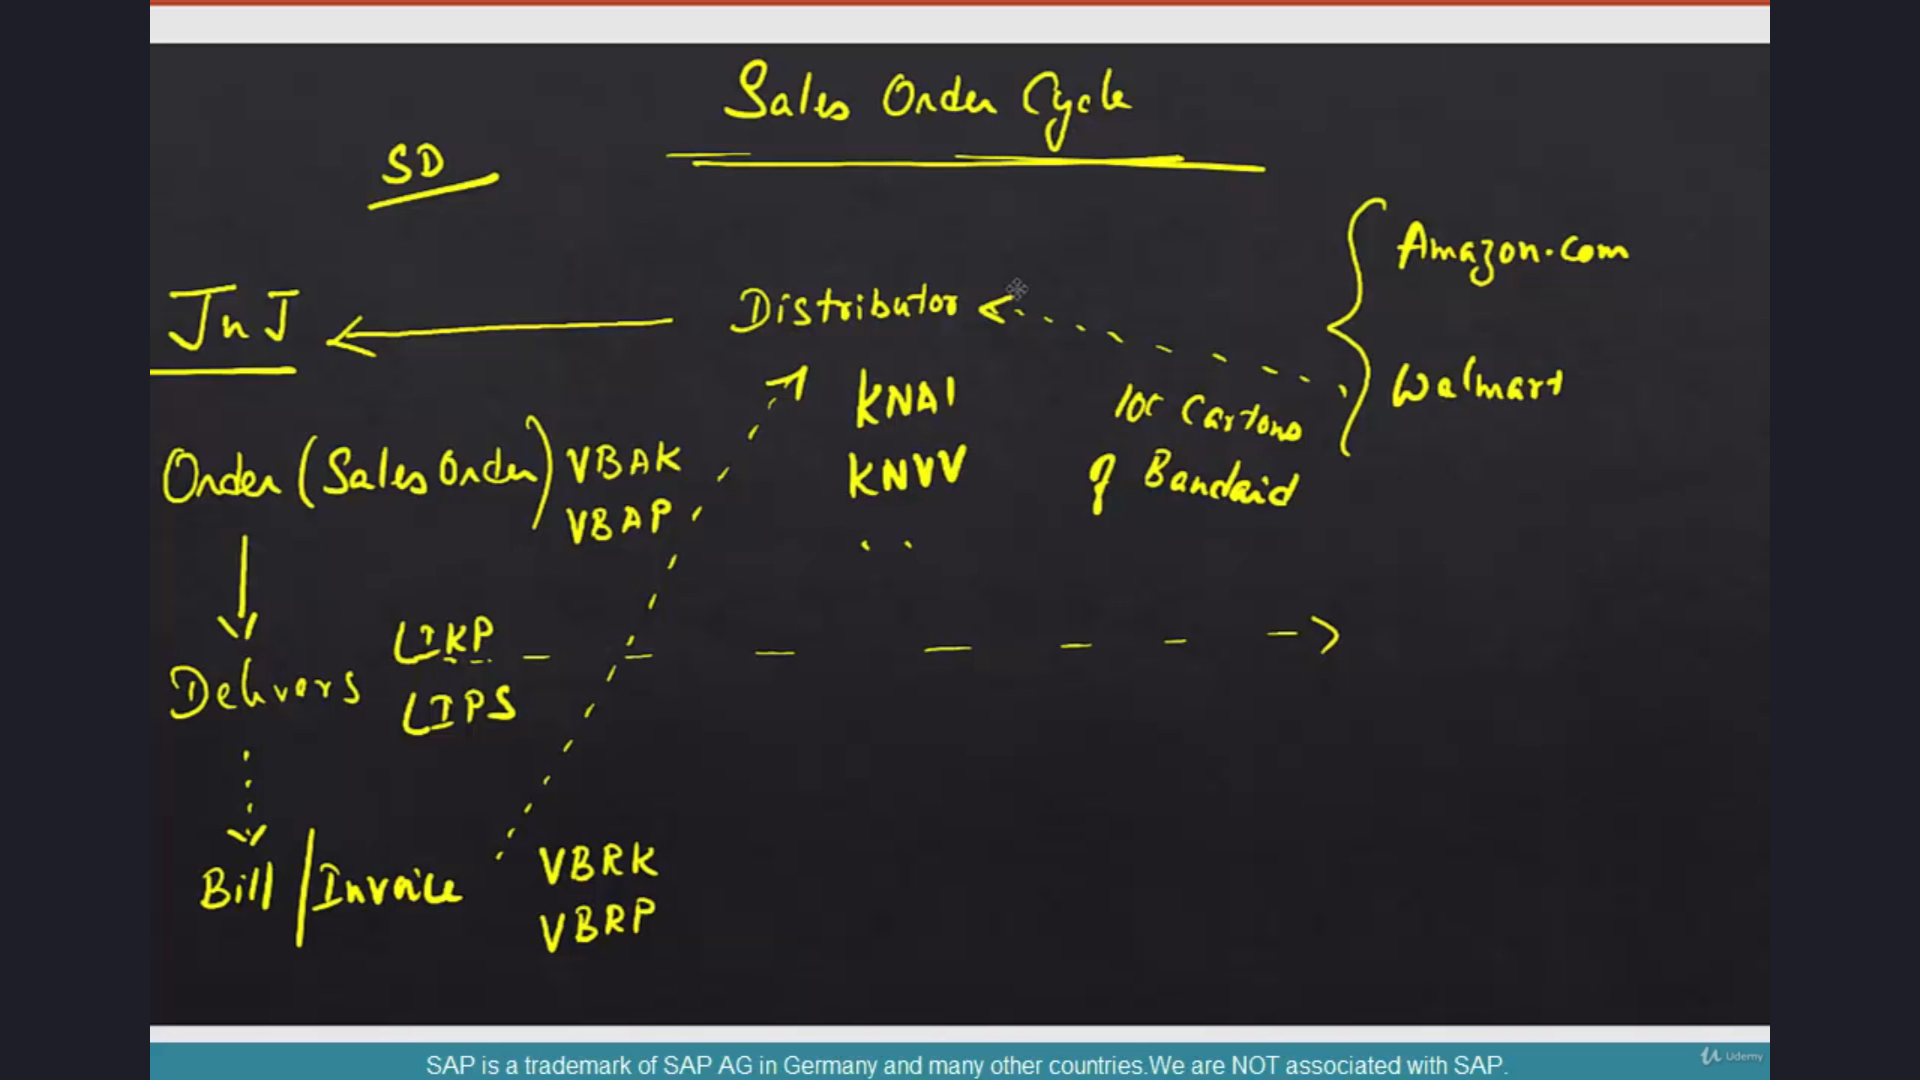 Sales Order Cycle
SD
Amazon.com
JnJ
Distributor
KNA1
Walmart
10c Cartons
Order (Sales Order) VBAK
KNVV
of Bandaid
VBAP
LIKP
Delivers
LIPS
VBRK
Bill/Invoice
VBRP
SAP is a trademark of SAP AG in Germany and many other countries.We are NOT associated with SAP.
Udemy